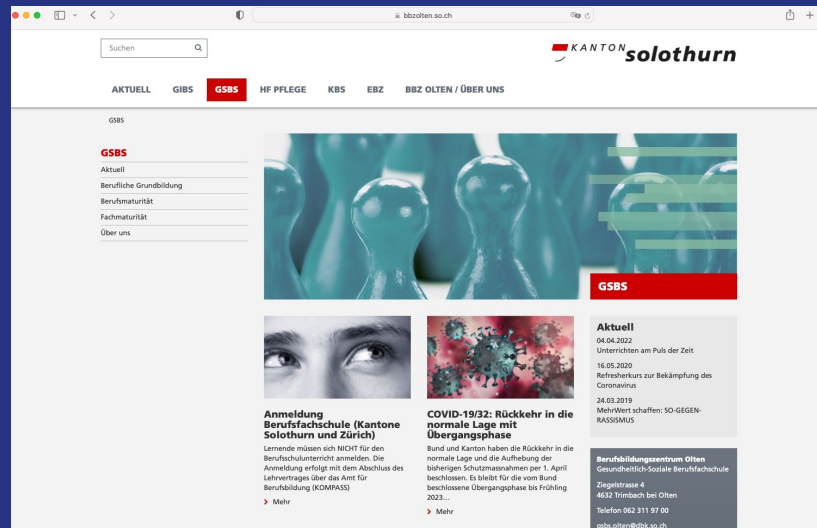 bbzolten.so.ch
Suchen
KANTON solothurn
AKTUELL GIBS GSBS HF PFLEGE KBS EBZ BBZ OLTEN / ÜBER UNS
GSBS
GSBS
Aktuell
Berufliche Grundbildung
Berufsmaturität
Fachmaturität
Über uns
GSBS
Anmeldung
Berufsfachschule (Kantone
Solothurn und Zürich)
Lernende müssen sich NICHT für den
Berufsschulunterricht anmelden. Die
Anmeldung erfolgt mit dem Abschluss des
Lehrvertrages über das Amt für
Berufsbildung (KOMPASS)
Mehr
COVID-19/32: Rückkehr in die
normale Lage mit
Übergangsphase
Bund und Kanton haben die Rückkehr in die
normale Lage und die Aufhebung der
bisherigen Schutzmassnahmen per 1. April
beschlossen. Es bleibt für die vom Bund
beschlossene Übergangsphase bis Frühling
2023...
Mehr
Aktuell
04.04.2022
Unterrichten am Puls der Zeit
16.05.2020
Refresherkurs zur Bekämpfung des
Coronavirus
24.03.2019
MehrWert schaffen: SO-GEGEN-
RASSISMUS
Berufsbildungszentrum Olten
Gesundheitlich-Soziale Berufsfachschule
Ziegelstrasse 4
4632 Trimbach bei Olten
Telefon 062 311 97 00
gsbs.olten@dbk.so.ch